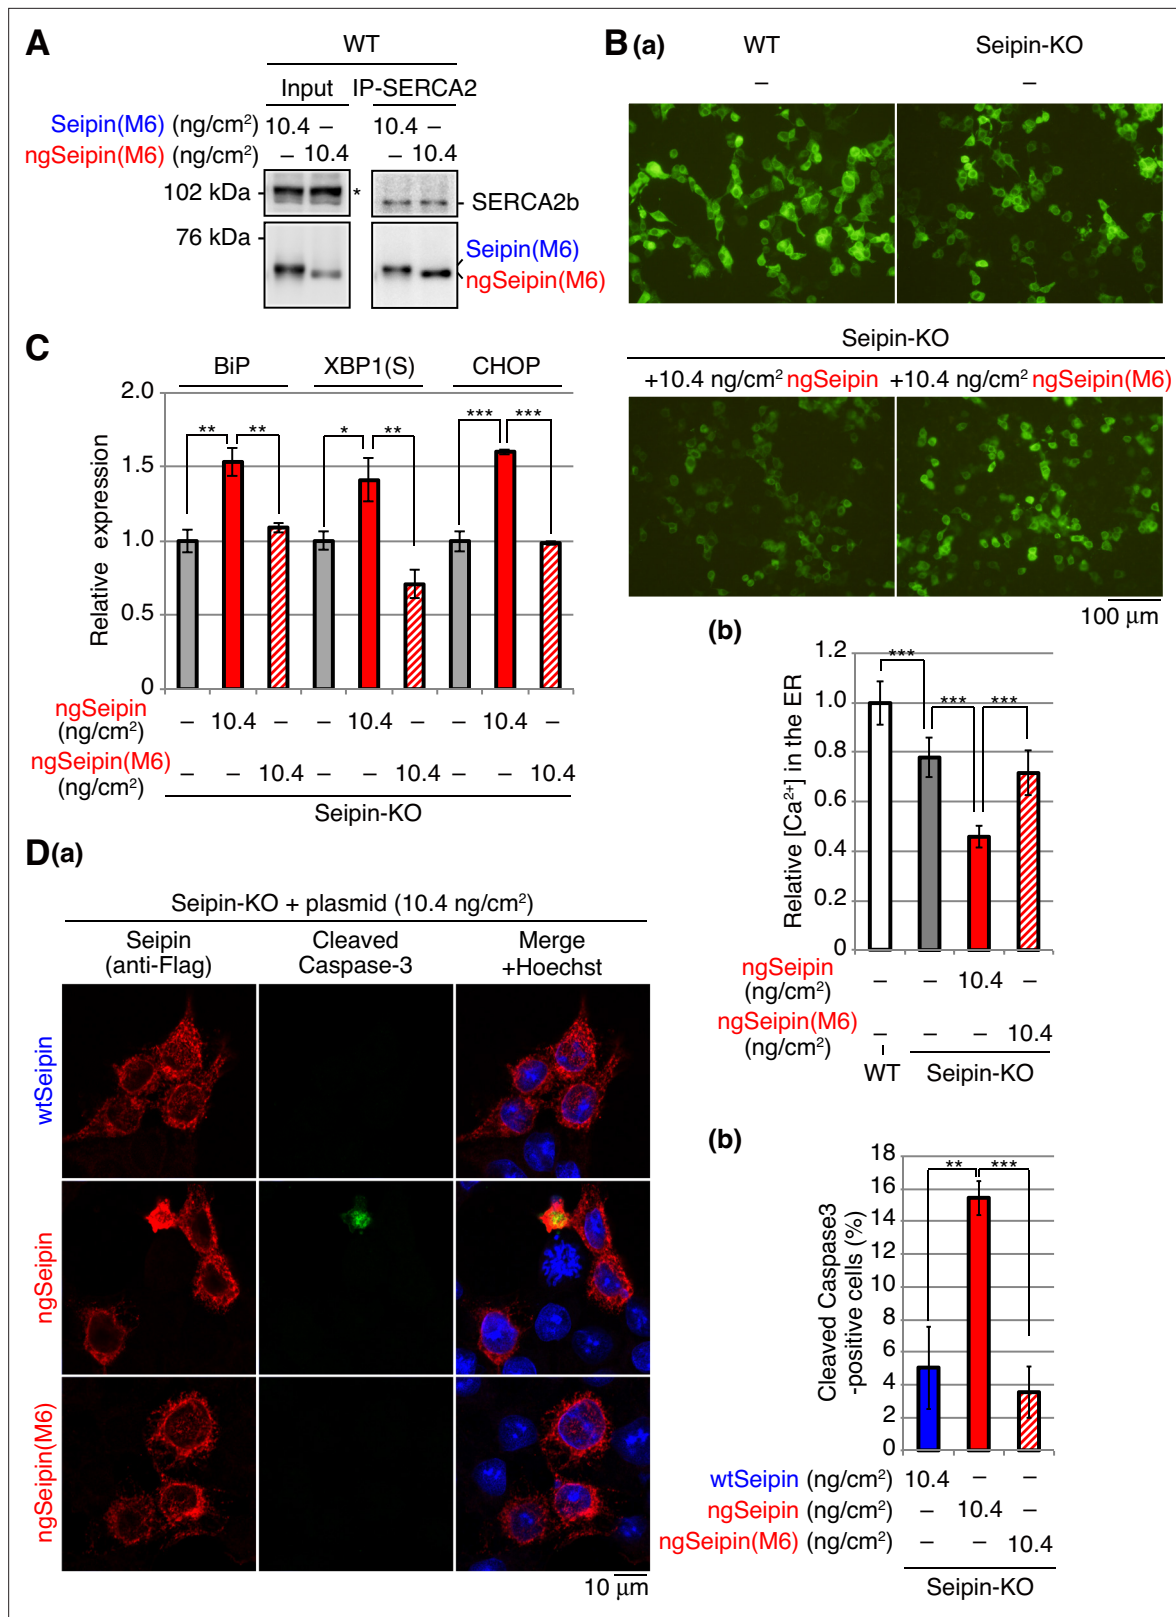 A
WT
Input IP-SERCA2
Seipin(M6) (ng/cm²) 10.4 – 10.4 –
ngSeipin(M6) (ng/cm²) – 10.4 – 10.4
102 kDa
*
SERCA2b
76 kDa
Seipin(M6)
ngSeipin(M6)
B (a)
WT Seipin-KO
– –
Seipin-KO
+10.4 ng/cm² ngSeipin +10.4 ng/cm² ngSeipin(M6)
100 μm
C
BiP XBP1(S) CHOP
Relative expression
2.0
1.5
1.0
0.5
0
** ** * ** *** ***
ngSeipin
(ng/cm²)
– 10.4 – – 10.4 – – 10.4 –
ngSeipin(M6)
(ng/cm²)
– – 10.4 – – 10.4 – – 10.4
Seipin-KO
(b)
Relative [Ca²⁺] in the ER
1.2
1.0
0.8
0.6
0.4
0.2
0
*** *** ***
ngSeipin
(ng/cm²)
– – 10.4 –
ngSeipin(M6)
(ng/cm²)
– – – 10.4
WT Seipin-KO
D (a)
Seipin-KO + plasmid (10.4 ng/cm²)
Seipin
(anti-Flag)
Cleaved
Caspase-3
Merge
+Hoechst
wtSeipin
ngSeipin
ngSeipin(M6)
10 μm
(b)
Cleaved Caspase3
-positive cells (%)
18
16
14
12
10
8
6
4
2
0
** ***
wtSeipin (ng/cm²) 10.4 – –
ngSeipin (ng/cm²) – 10.4 –
ngSeipin(M6) (ng/cm²) – – 10.4
Seipin-KO